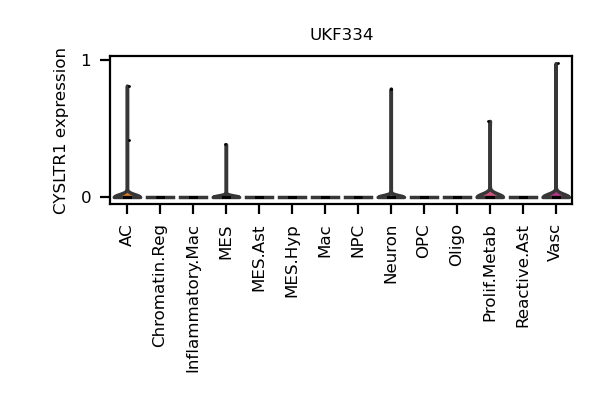 UKF334
CYSLTR1 expression
1
0
AC
Chromatin.Reg
Inflammatory.Mac
MES
MES.Ast
MES.Hyp
Mac
NPC
Neuron
OPC
Oligo
Prolif.Metab
Reactive.Ast
Vasc